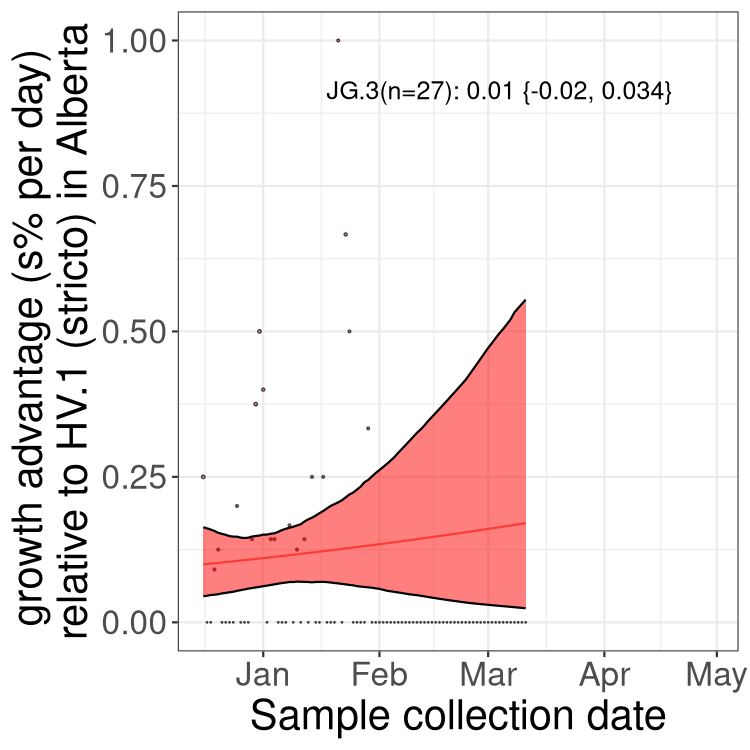 growth advantage (s% per day)
relative to HV.1 (stricto) in Alberta
1.00
0.75
0.50
0.25
0.00
JG.3(n=27): 0.01 {-0.02, 0.034}
Jan Feb Mar Apr May
Sample collection date